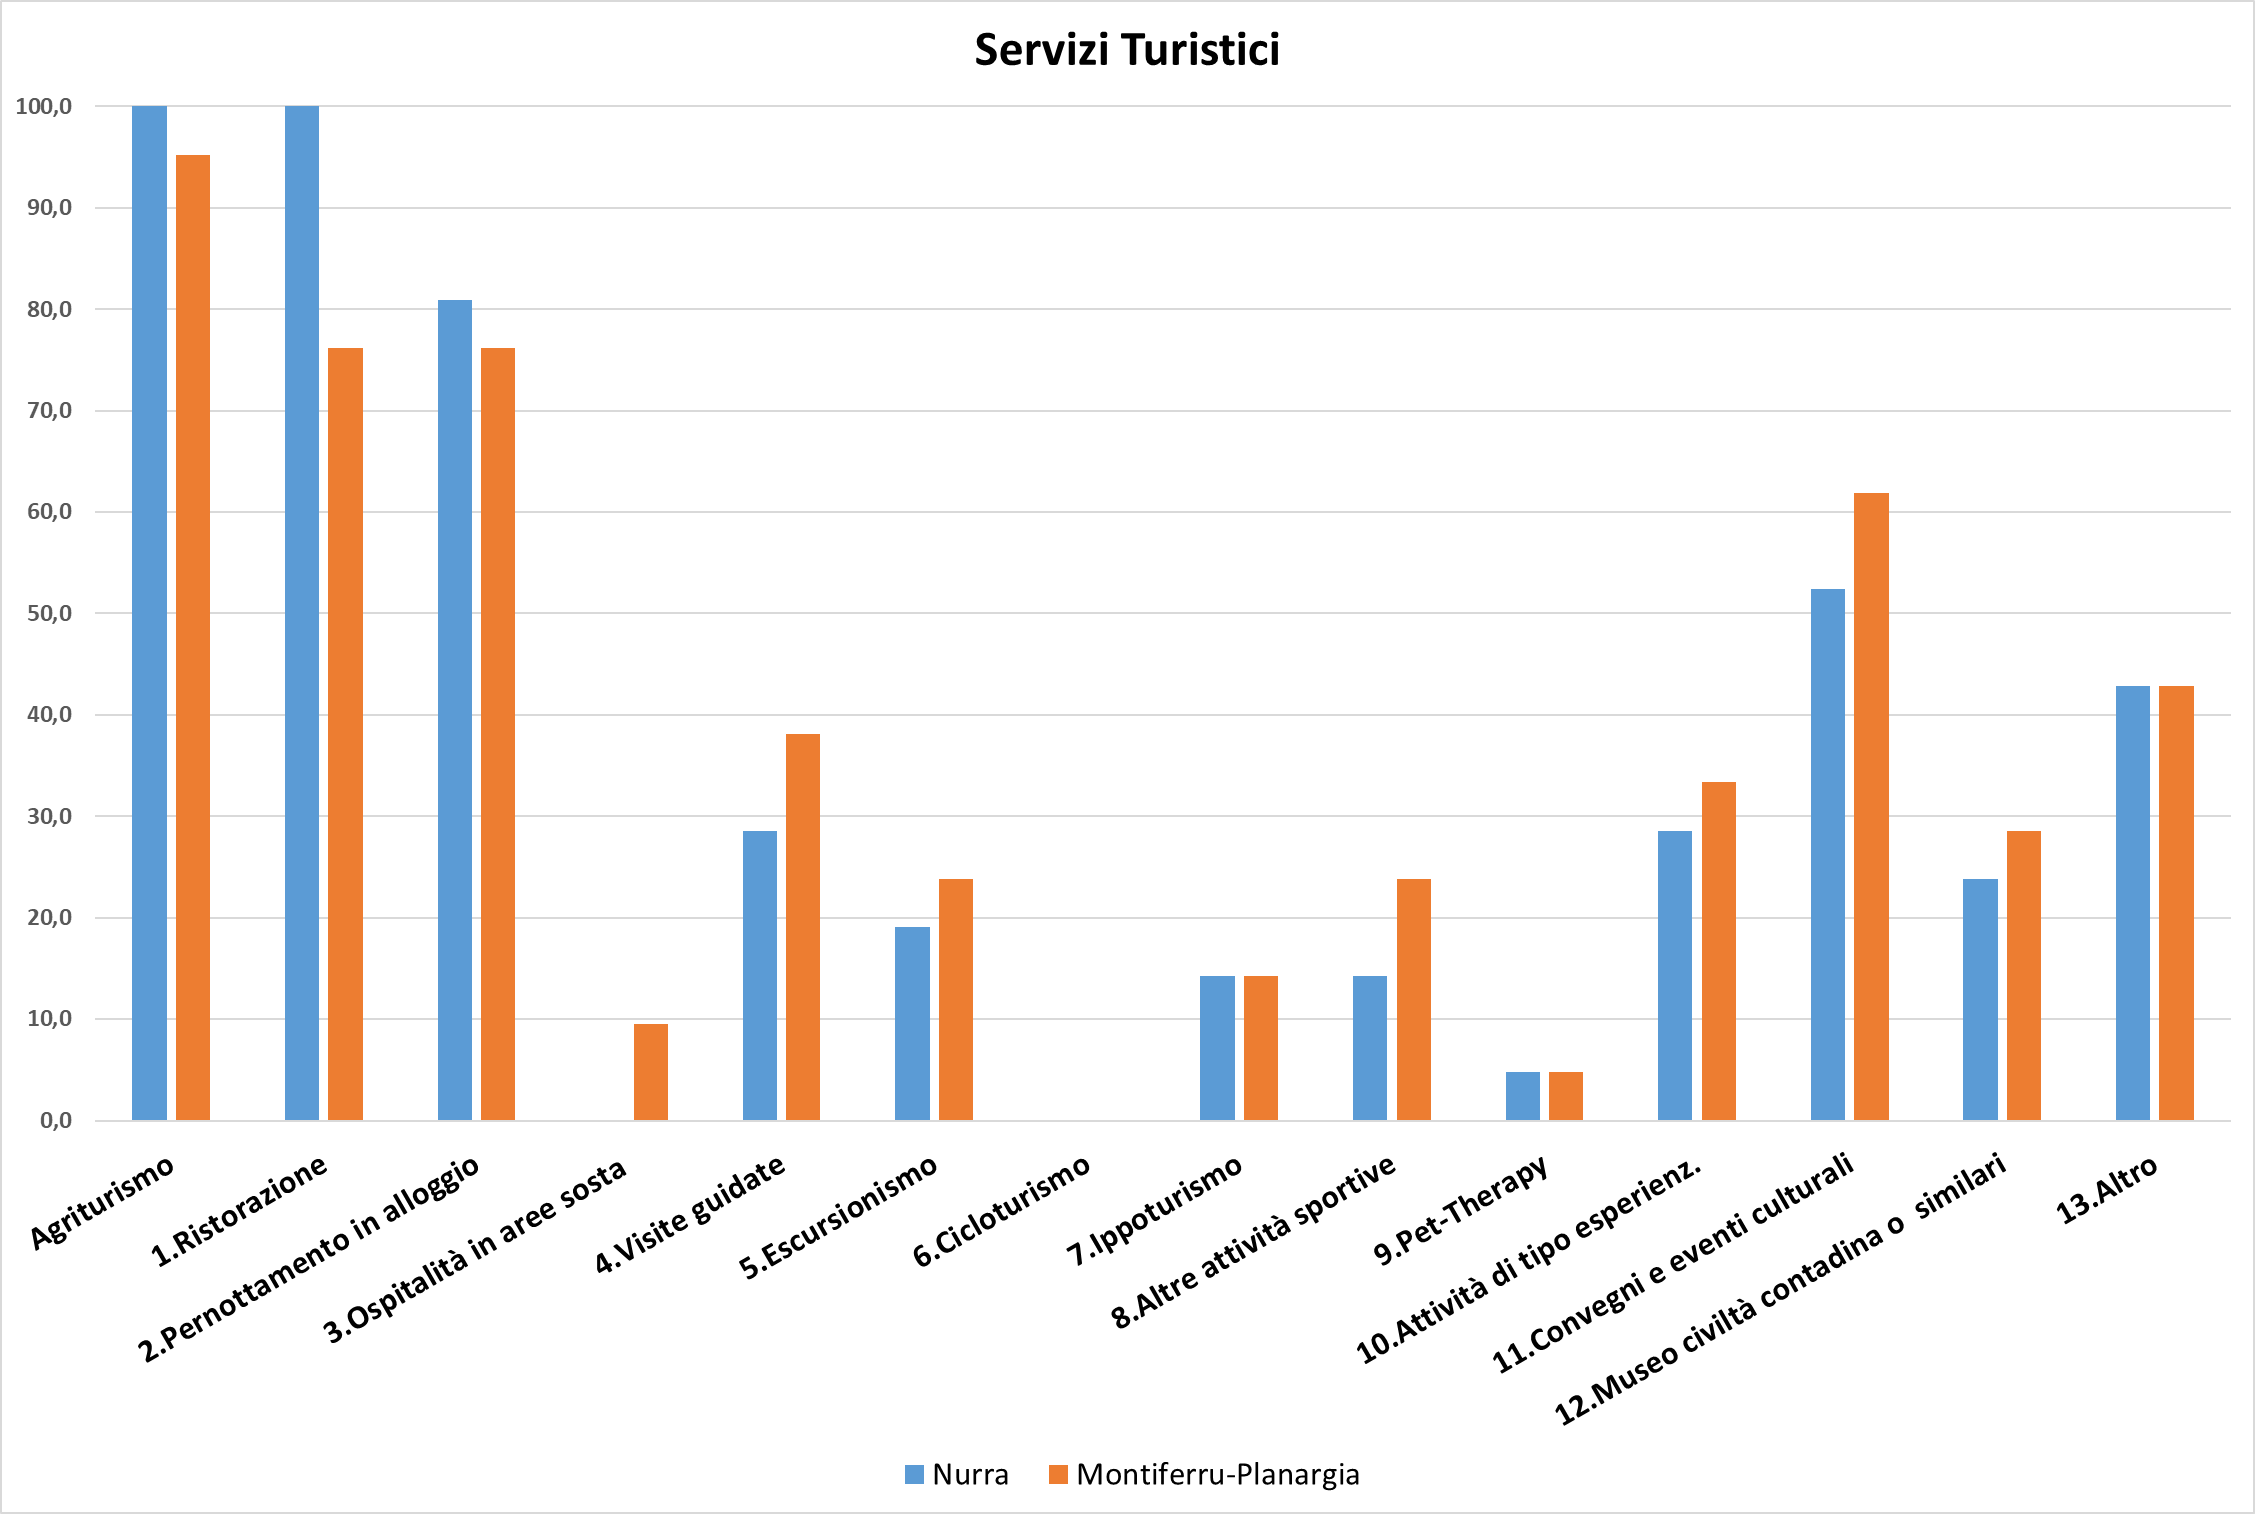 Servizi Turistici
100,0
90,0
80,0
70,0
60,0
50,0
40,0
30,0
20,0
10,0
0,0
Agriturismo
1.Ristorazione
2.Pernottamento in alloggio
3.Ospitalità in aree sosta
4.Visite guidate
5.Escursionismo
6.Cicloturismo
7.Ippoturismo
8.Altre attività sportive
9.Pet-Therapy
10.Attività di tipo esperienz.
11.Convegni e eventi culturali
12.Museo civiltà contadina o  similari
13.Altro
Nurra
Montiferru-Planargia